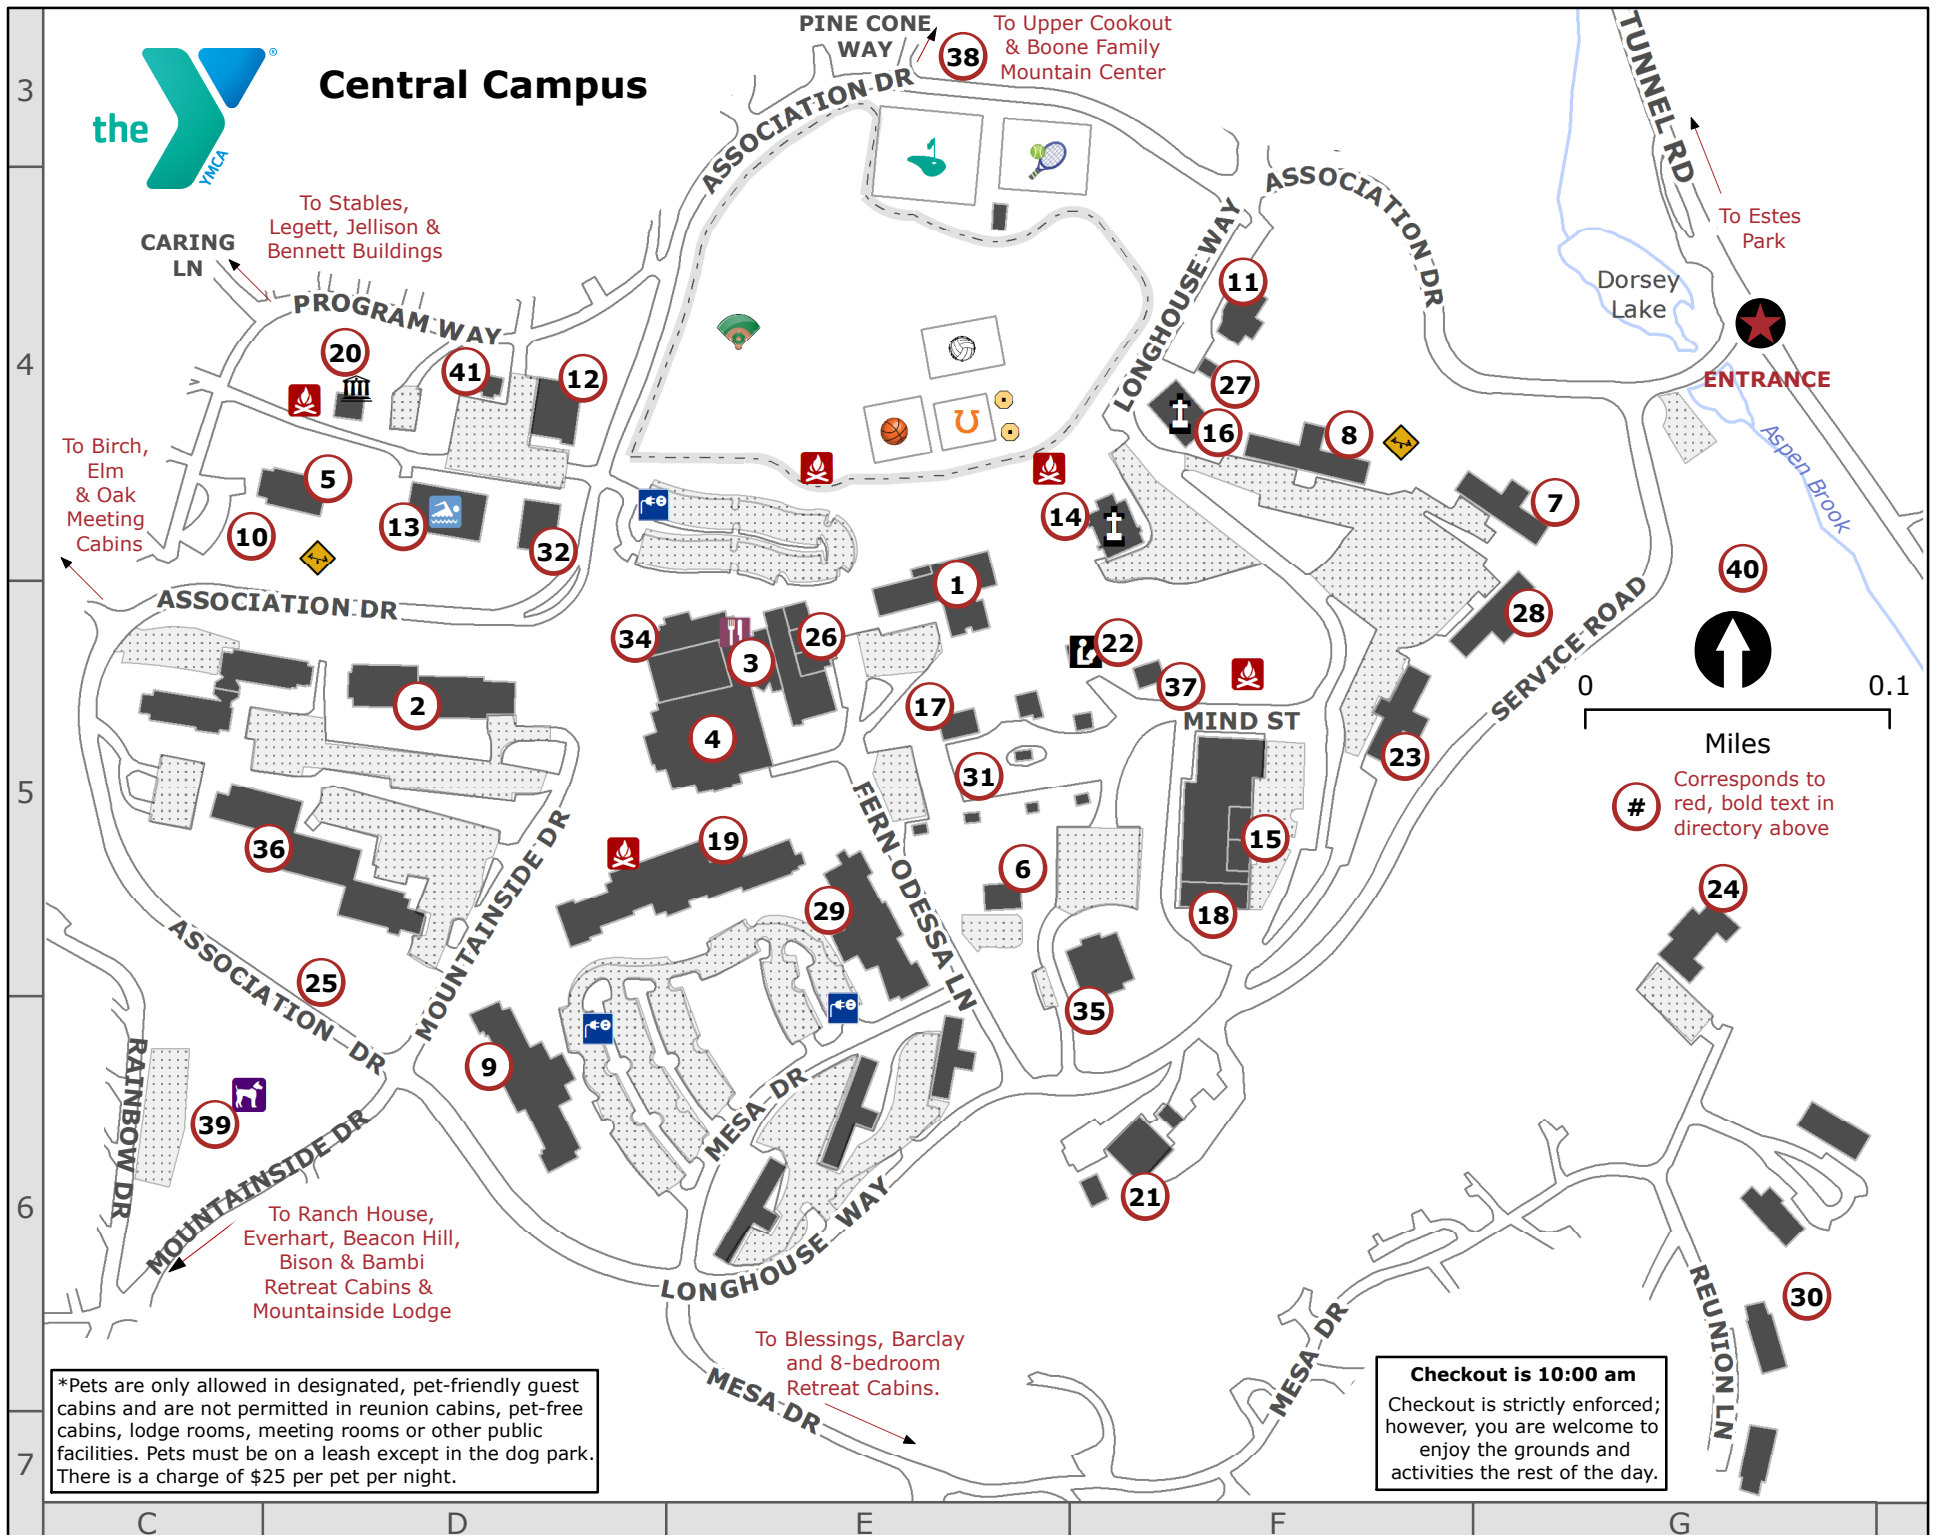 PINE CONE
WAY
38
To Upper Cookout
& Boone Family
Mountain Center
TUNNEL RD
3
the
YMCA
®
Central Campus
ASSOCIATION DR
ASSOCIATION DR
To Stables,
Legett, Jellison &
Bennett Buildings
CARING
LN
PROGRAM WAY
LONGHOUSE WAY
To Estes
Park
Dorsey
Lake
ENTRANCE
11
4
20
41
12
27
16
8
To Birch,
Elm
& Oak
Meeting
Cabins
5
13
10
32
14
7
Aspen Brook
40
ASSOCIATION DR
1
28
SERVICE ROAD
34
3
26
22
37
MIND ST
0
0.1
Miles
2
17
4
31
23
#
Corresponds to
red, bold text in
directory above
5
FERN ODESSA LN
MOUNTAINSIDE DR
36
19
15
6
29
18
24
ASSOCIATION DR
25
35
RAINBOW DR
9
39
MESA DR
MOUNTAINSIDE DR
21
6
To Ranch House,
Everhart, Beacon Hill,
Bison & Bambi
Retreat Cabins &
Mountainside Lodge
LONGHOUSE WAY
REUNION LN
30
MESA DR
To Blessings, Barclay
and 8-bedroom
Retreat Cabins.
MESA DR
*Pets are only allowed in designated, pet-friendly guest
cabins and are not permitted in reunion cabins, pet-free
cabins, lodge rooms, meeting rooms or other public
facilities. Pets must be on a leash except in the dog park.
There is a charge of $25 per pet per night.
Checkout is 10:00 am
Checkout is strictly enforced;
however, you are welcome to
enjoy the grounds and
activities the rest of the day.
7
C
D
E
F
G